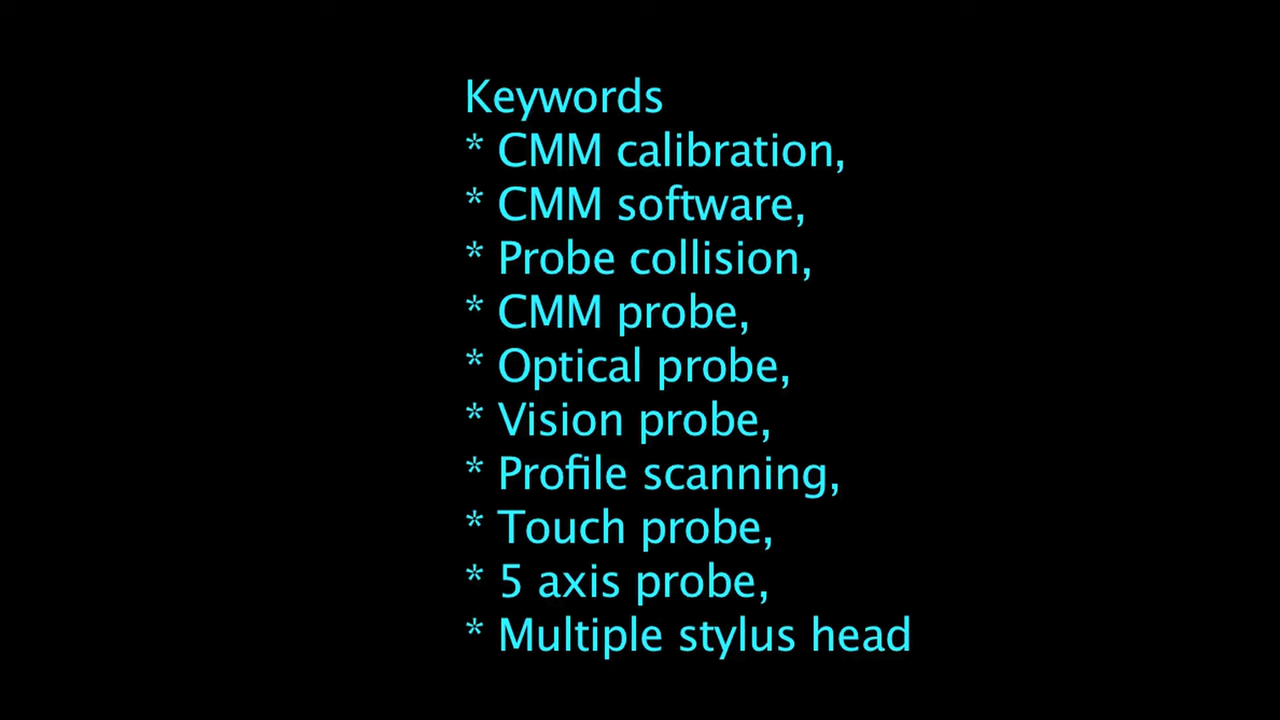 Keywords
* CMM calibration,
* CMM software,
* Probe collision,
* CMM probe,
* Optical probe,
* Vision probe,
* Profile scanning,
* Touch probe,
* 5 axis probe,
* Multiple stylus head